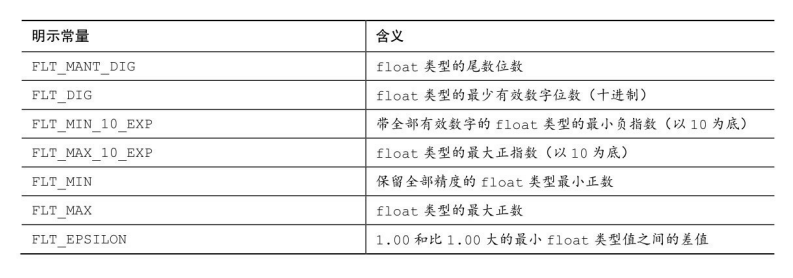 明示常量 含义
FLT_MANT_DIG float 类型的尾数位数
FLT_DIG float 类型的最少有效数字位数（十进制）
FLT_MIN_10_EXP 带全部有效数字的 float 类型的最小负指数（以 10 为底）
FLT_MAX_10_EXP float 类型的最大正指数（以 10 为底）
FLT_MIN 保留全部精度的 float 类型最小正数
FLT_MAX float 类型的最大正数
FLT_EPSILON 1.00 和比 1.00 大的最小 float 类型值之间的差值